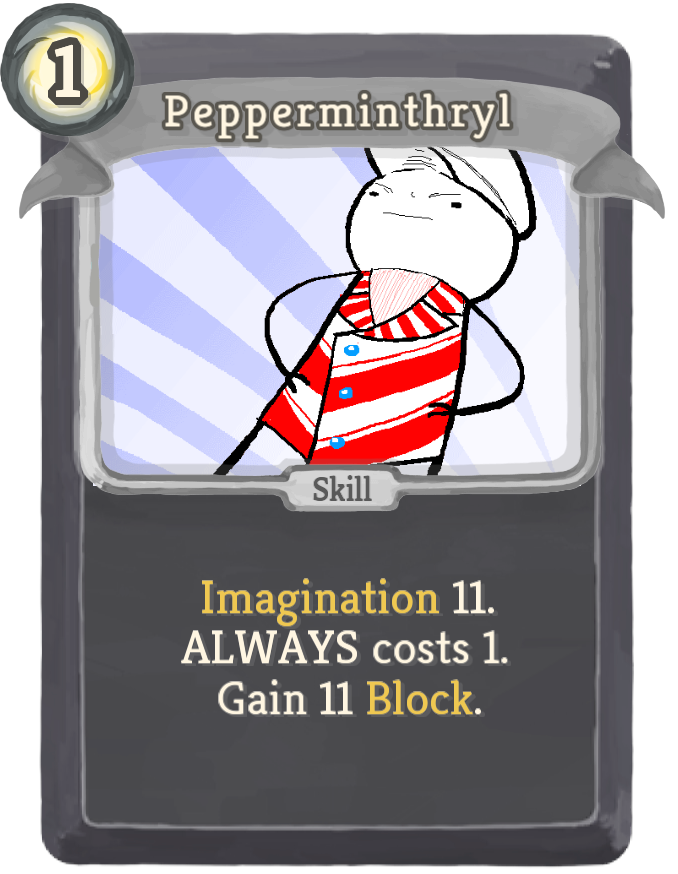 1
Pepperminthryl
Skill
Imagination 11.
ALWAYS costs 1.
Gain 11 Block.